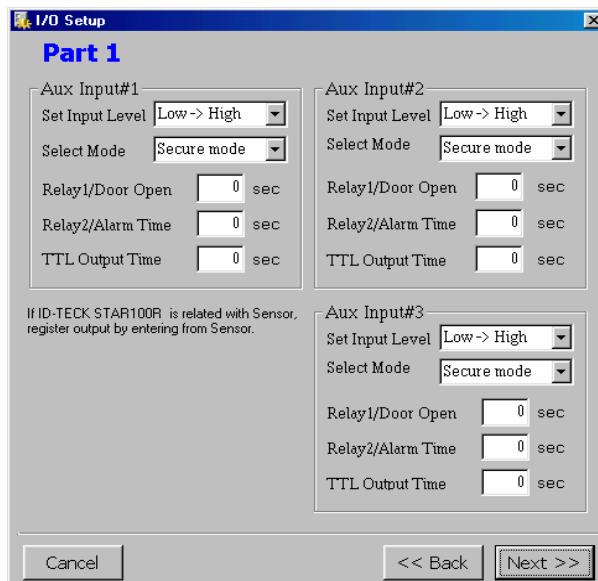 I/O Setup
Part 1
Aux Input#1
Set Input Level Low -> High
Select Mode Secure mode
Relay1/Door Open 0 sec
Relay2/Alarm Time 0 sec
TTL Output Time 0 sec
Aux Input#2
Set Input Level Low -> High
Select Mode Secure mode
Relay1/Door Open 0 sec
Relay2/Alarm Time 0 sec
TTL Output Time 0 sec
If ID-TECK STAR100R is related with Sensor,
register output by entering from Sensor.
Aux Input#3
Set Input Level Low -> High
Select Mode Secure mode
Relay1/Door Open 0 sec
Relay2/Alarm Time 0 sec
TTL Output Time 0 sec
Cancel << Back Next >>